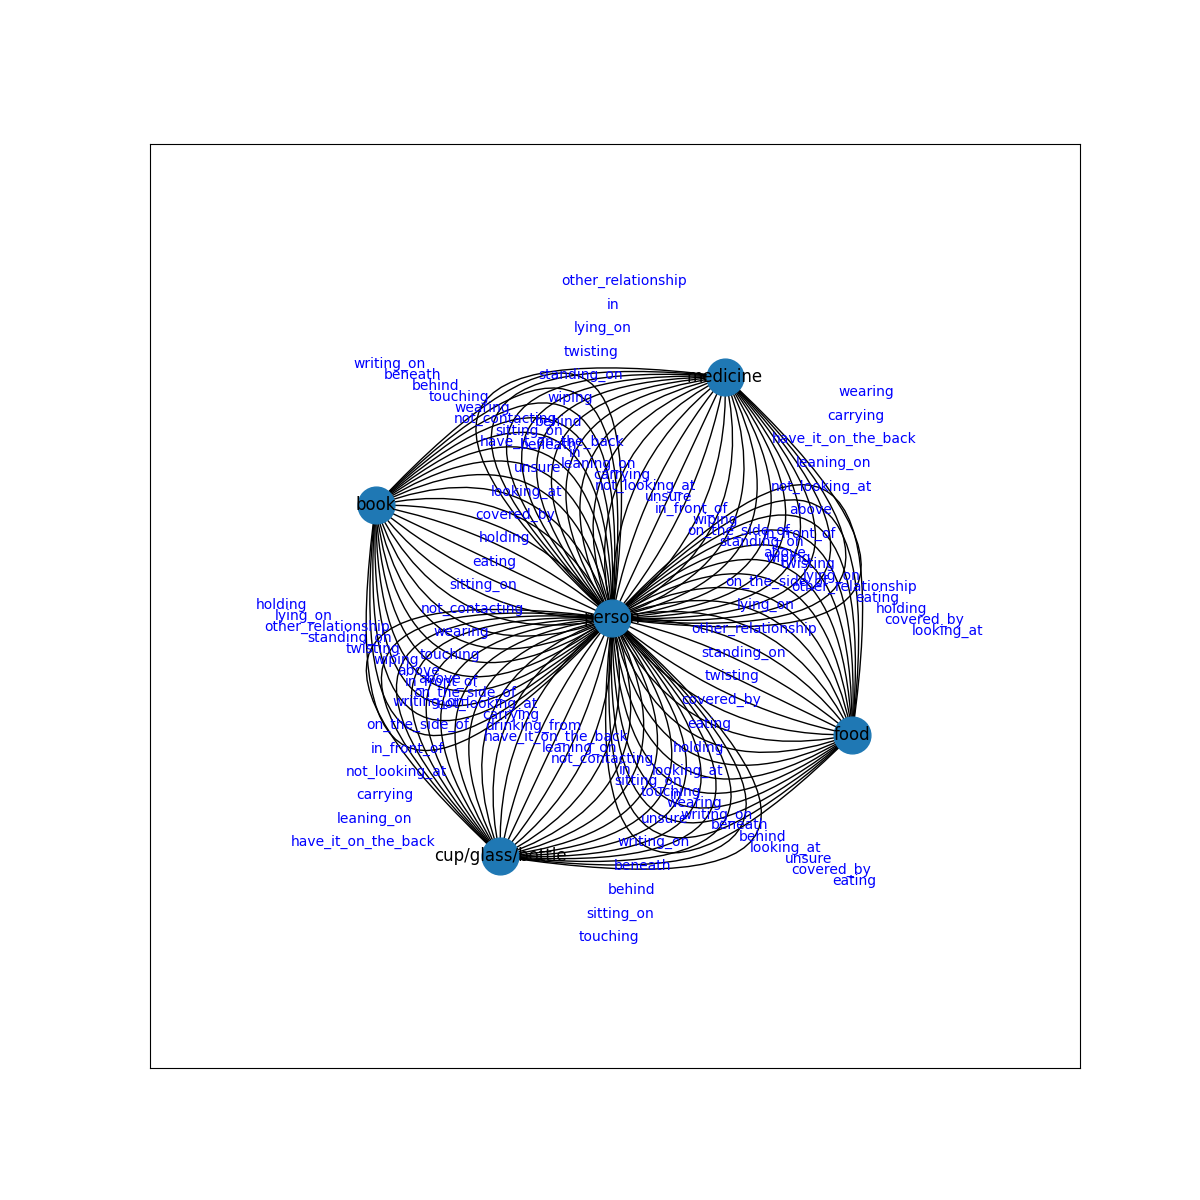 other_relationship
in
lying_on
twisting
writing_on
standing_on
beneath
medicine
behind
wearing
touching
wiping
wearing
carrying
not_contacting
behind
sitting_on
have_it_on_the_back
have_it_on_the_back
beneath
in
leaning_on
leaning_on
unsure
carrying
not_looking_at
not_looking_at
looking_at
unsure
book
in_front_of
above
covered_by
wiping
on_the_side_of
in_front_of
holding
standing_on
above
wiping
eating
twisting
lying_on
on_the_side_of
sitting_on
other_relationship
eating
holding
lying_on
not_contacting
holding
lying_on
person
covered_by
other_relationship
other_relationship
wearing
looking_at
standing_on
twisting
touching
standing_on
wiping
above
twisting
above
in_front_of
on_the_side_of
writing_on
not_looking_at
covered_by
carrying
on_the_side_of
drinking_from
eating
food
have_it_on_the_back
in_front_of
leaning_on
holding
not_contacting
not_looking_at
in
looking_at
sitting_on
carrying
touching
in
wearing
leaning_on
unsure
writing_on
beneath
behind
have_it_on_the_back
writing_on
looking_at
cup/glass/bottle
unsure
beneath
covered_by
eating
behind
sitting_on
touching